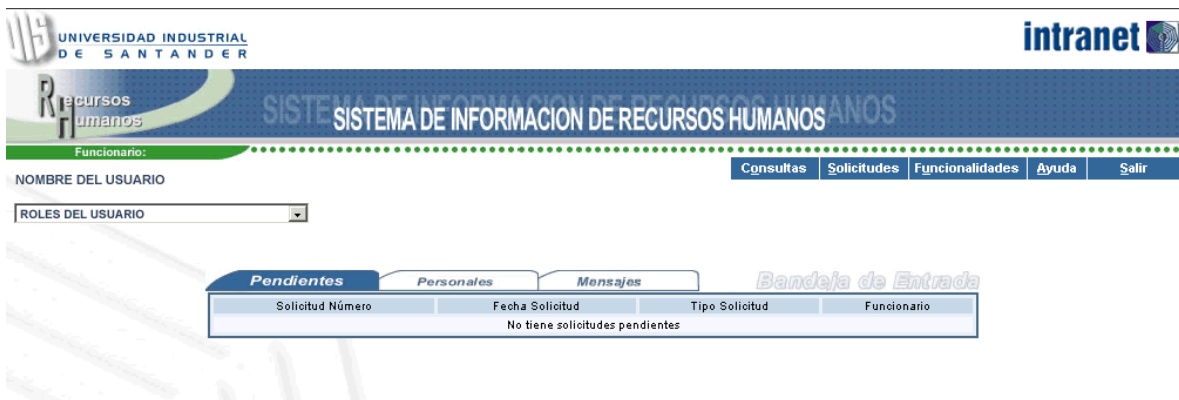 UIS
UNIVERSIDAD INDUSTRIAL
DE SANTANDER
intranet
Recursos
Humanos
SISTEMA DE INFORMACION DE RECURSOS HUMANOS
Funcionario:
Consultas Solicitudes Funcionalidades Ayuda Salir
NOMBRE DEL USUARIO
ROLES DEL USUARIO
Pendientes Personales Mensajes Bandeja de Entrada
Solicitud Número Fecha Solicitud Tipo Solicitud Funcionario
No tiene solicitudes pendientes